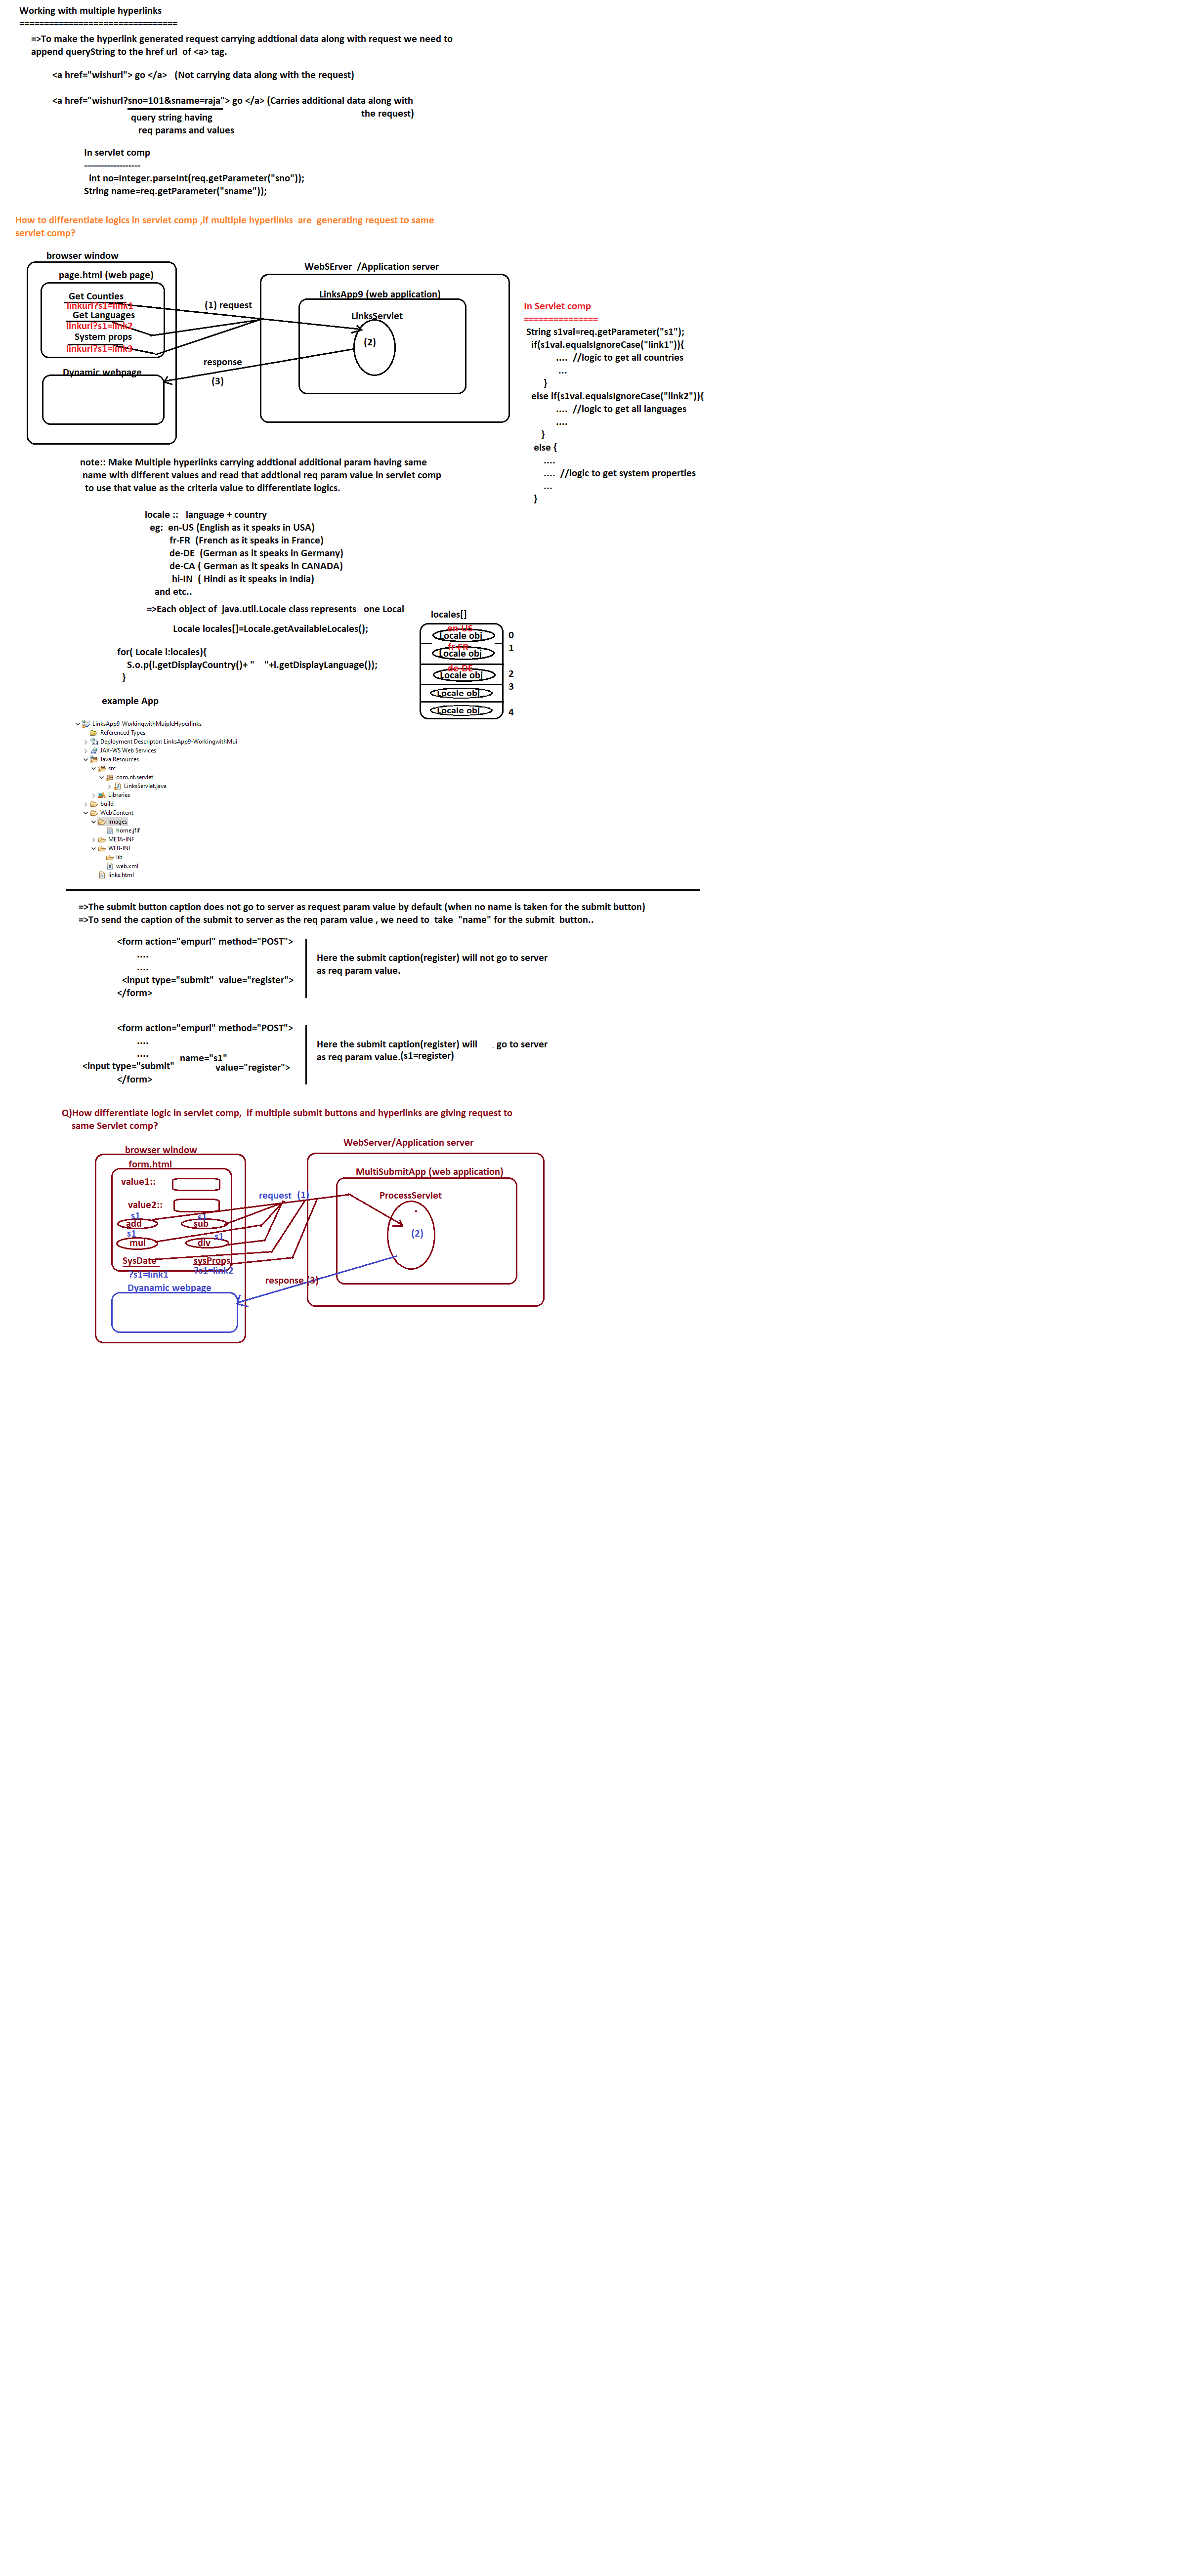 Working with multiple hyperlinks
================================
=>To make the hyperlink generated request carrying addtional data along with request we need to
append queryString to the href url  of <a> tag.
<a href="wishurl"> go </a>   (Not carrying data along with the request)
<a href="wishurl?sno=101&sname=raja"> go </a> (Carries additional data along with
the request)
query string having
req params and values
In servlet comp
-------------------
int no=Integer.parseInt(req.getParameter("sno"));
String name=req.getParameter("sname"));
How to differentiate logics in servlet comp ,if multiple hyperlinks  are  generating request to same
servlet comp?
browser window
page.html (web page)
Get Counties
linkurl?s1=link1
Get Languages
linkurl?s1=link2
System props
linkurl?s1=link3
Dynamic webpage
(1) request
response
(3)
WebSErver  /Application server
LinksApp9 (web application)
LinksServlet
(2)
In Servlet comp
===============
String s1val=req.getParameter("s1");
if(s1val.equalsIgnoreCase("link1")){
....  //logic to get all countries
...
}
else if(s1val.equalsIgnoreCase("link2")){
....  //logic to get all languages
....
}
else {
....
....  //logic to get system properties
...
}
note:: Make Multiple hyperlinks carrying addtional additional param having same
name with different values and read that addtional req param value in servlet comp
to use that value as the criteria value to differentiate logics.
locale ::   language + country
eg:  en-US (English as it speaks in USA)
fr-FR  (French as it speaks in France)
de-DE  (German as it speaks in Germany)
de-CA ( German as it speaks in CANADA)
hi-IN  ( Hindi as it speaks in India)
and etc..
=>Each object of  java.util.Locale class represents   one Local
Locale locales[]=Locale.getAvailableLocales();
for( Locale l:locales){
S.o.p(l.getDisplayCountry()+ "    "+l.getDisplayLanguage());
}
locales[]
en-US
Locale obj
0
fr-FR
Locale obj
1
de-DE
Locale obj
2
Locale obj
3
Locale obj
4
example App
LinksApp9-WorkingwithMuipleHyperlinks
Referenced Types
Deployment Descriptor: LinksApp9-WorkingwithMui
JAX-WS Web Services
Java Resources
src
com.nt.servlet
LinksServlet.java
Libraries
build
WebContent
images
home.jfif
META-INF
WEB-INF
lib
web.xml
links.html
=>The submit button caption does not go to server as request param value by default (when no name is taken for the submit button)
=>To send the caption of the submit to server as the req param value , we need to  take  "name" for the submit  button..
<form action="empurl" method="POST">
....
....
<input type="submit"  value="register">
</form>
Here the submit caption(register) will not go to server
as req param value.
<form action="empurl" method="POST">
....
....
<input type="submit"  name="s1"  value="register">
</form>
Here the submit caption(register) will     . go to server
as req param value.(s1=register)
Q)How differentiate logic in servlet comp,  if multiple submit buttons and hyperlinks are giving request to
same Servlet comp?
browser window
form.html
value1::
value2::
s1
s1
add
sub
s1
s1
mul
div
SysDate
sysProps
?s1=link1
?s1=link2
Dyanamic webpage
request  (1)
response (3)
WebServer/Application server
MultiSubmitApp (web application)
ProcessServlet
(2)